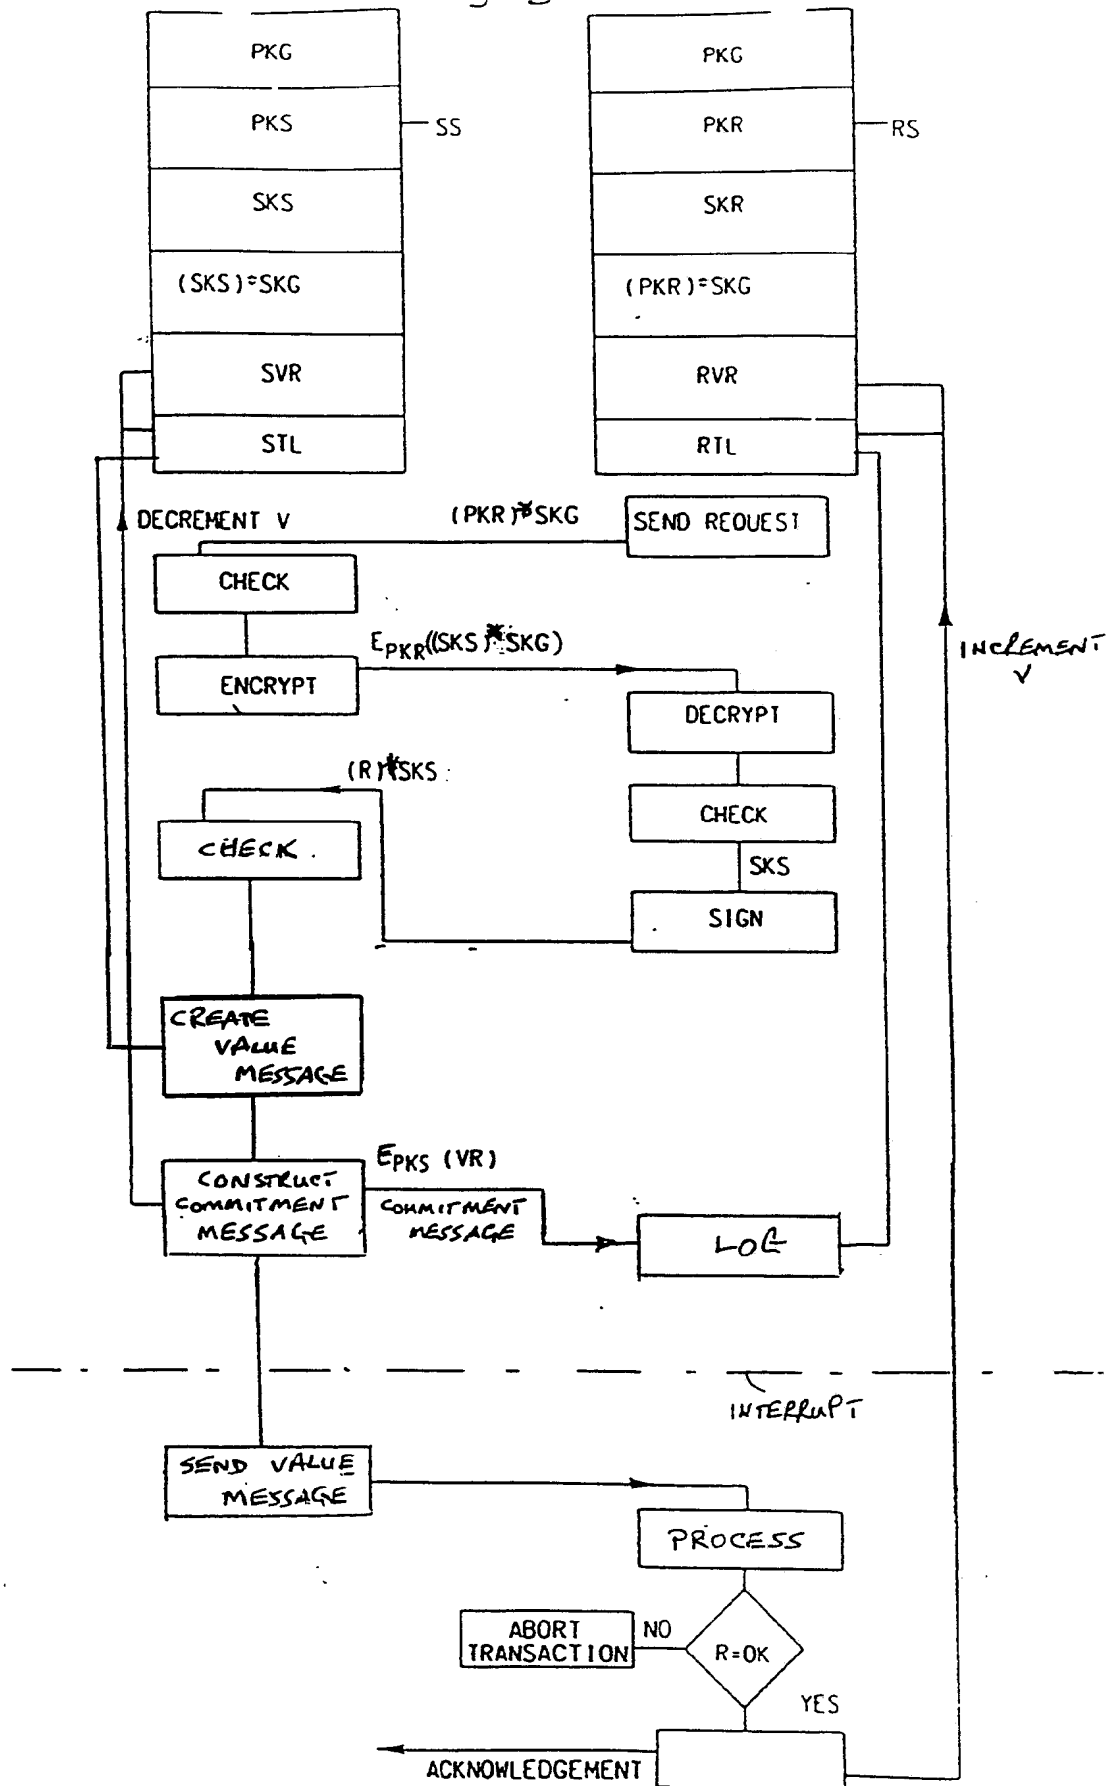 PKG
PKS
SS
SKS
(SKS)*SKG
SVR
STL
PKG
PKR
RS
SKR
(PKR)*SKG
RVR
RTL
DECREMENT V
(PKR)*SKG
SEND REQUEST
CHECK
EPKR((SKS)*SKG)
ENCRYPT
INCREMENT
V
DECRYPT
(R)*SKS
CHECK
CHECK
SKS
SIGN
CREATE
VALUE
MESSAGE
CONSTRUCT
COMMITMENT
MESSAGE
EPKS (VR)
COMMITMENT
MESSAGE
LOG
INTERRUPT
SEND VALUE
MESSAGE
PROCESS
ABORT
TRANSACTION
NO
R=OK
YES
ACKNOWLEDGEMENT